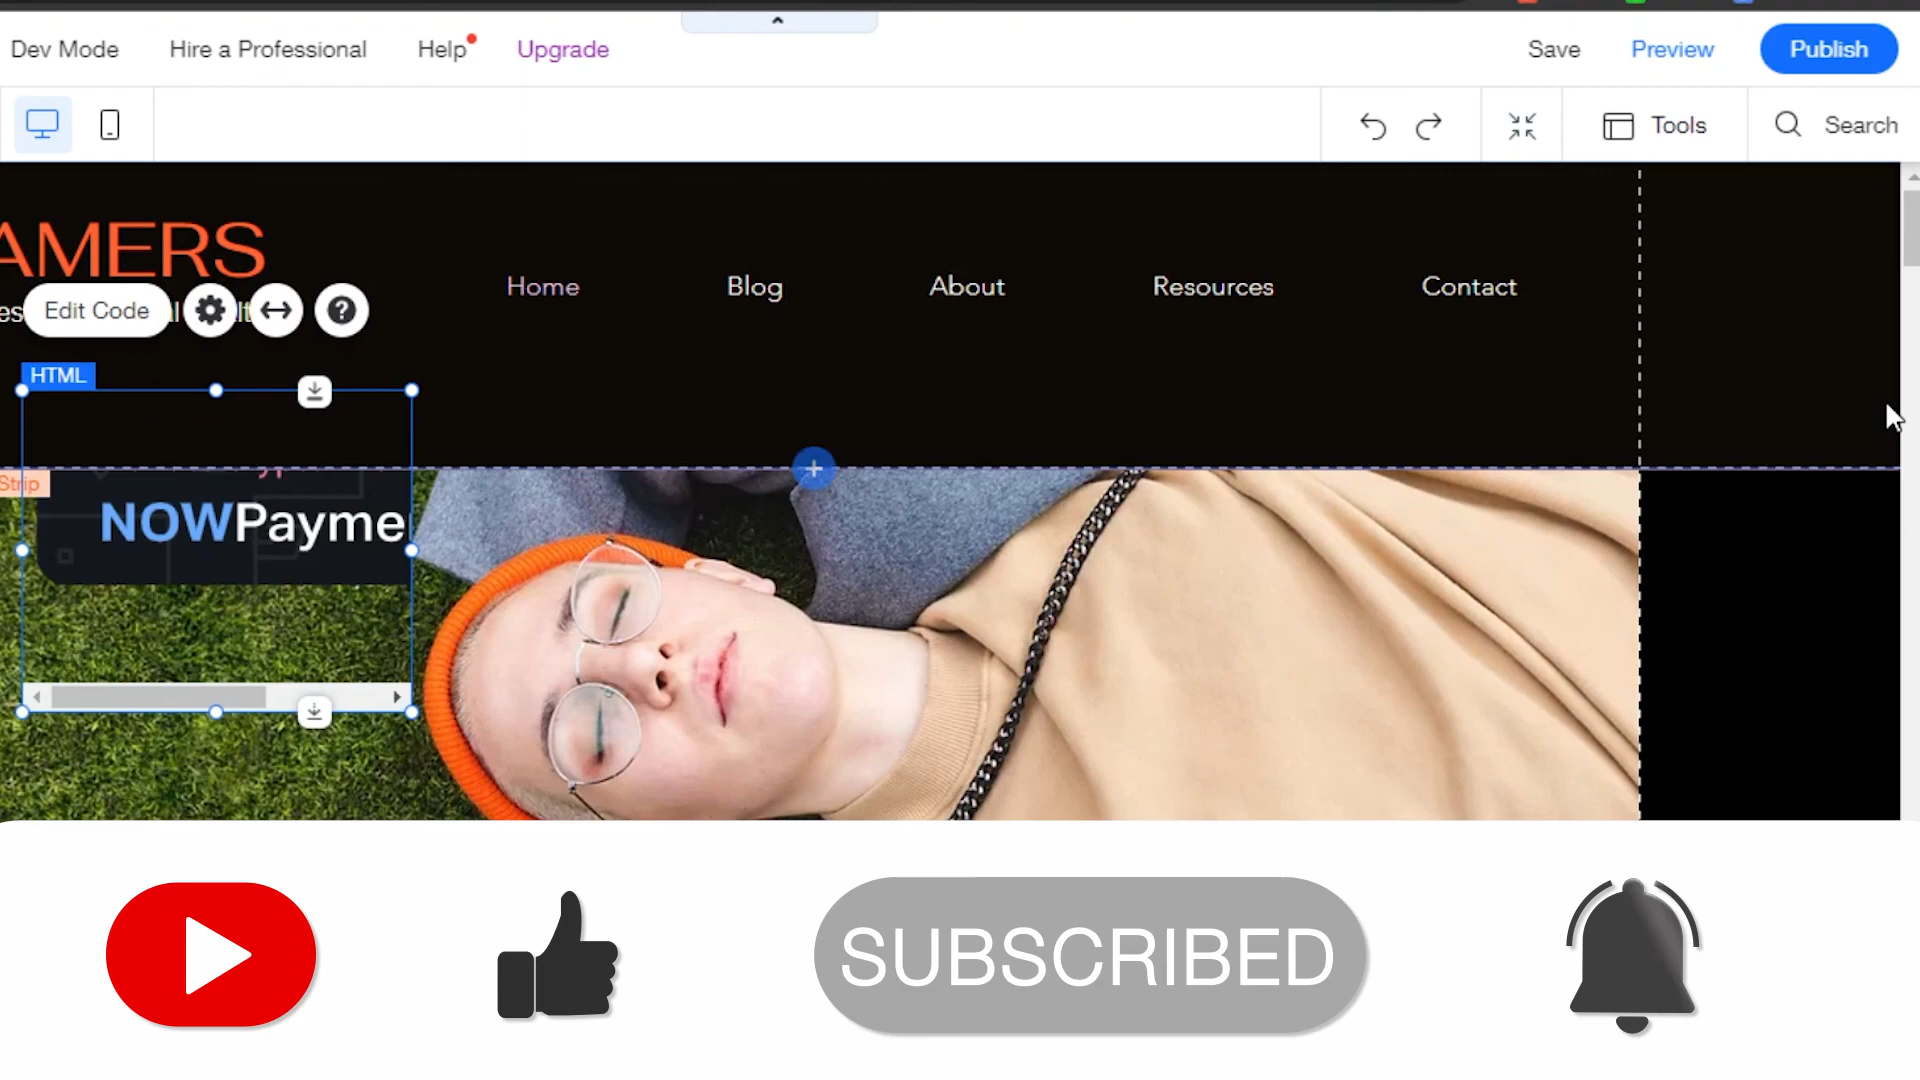 Dev Mode Hire a Professional Help Upgrade Save Preview Publish
Tools Search
AMERS
Home Blog About Resources Contact
Edit Code
HTML
Strip
NOWPayme
SUBSCRIBED